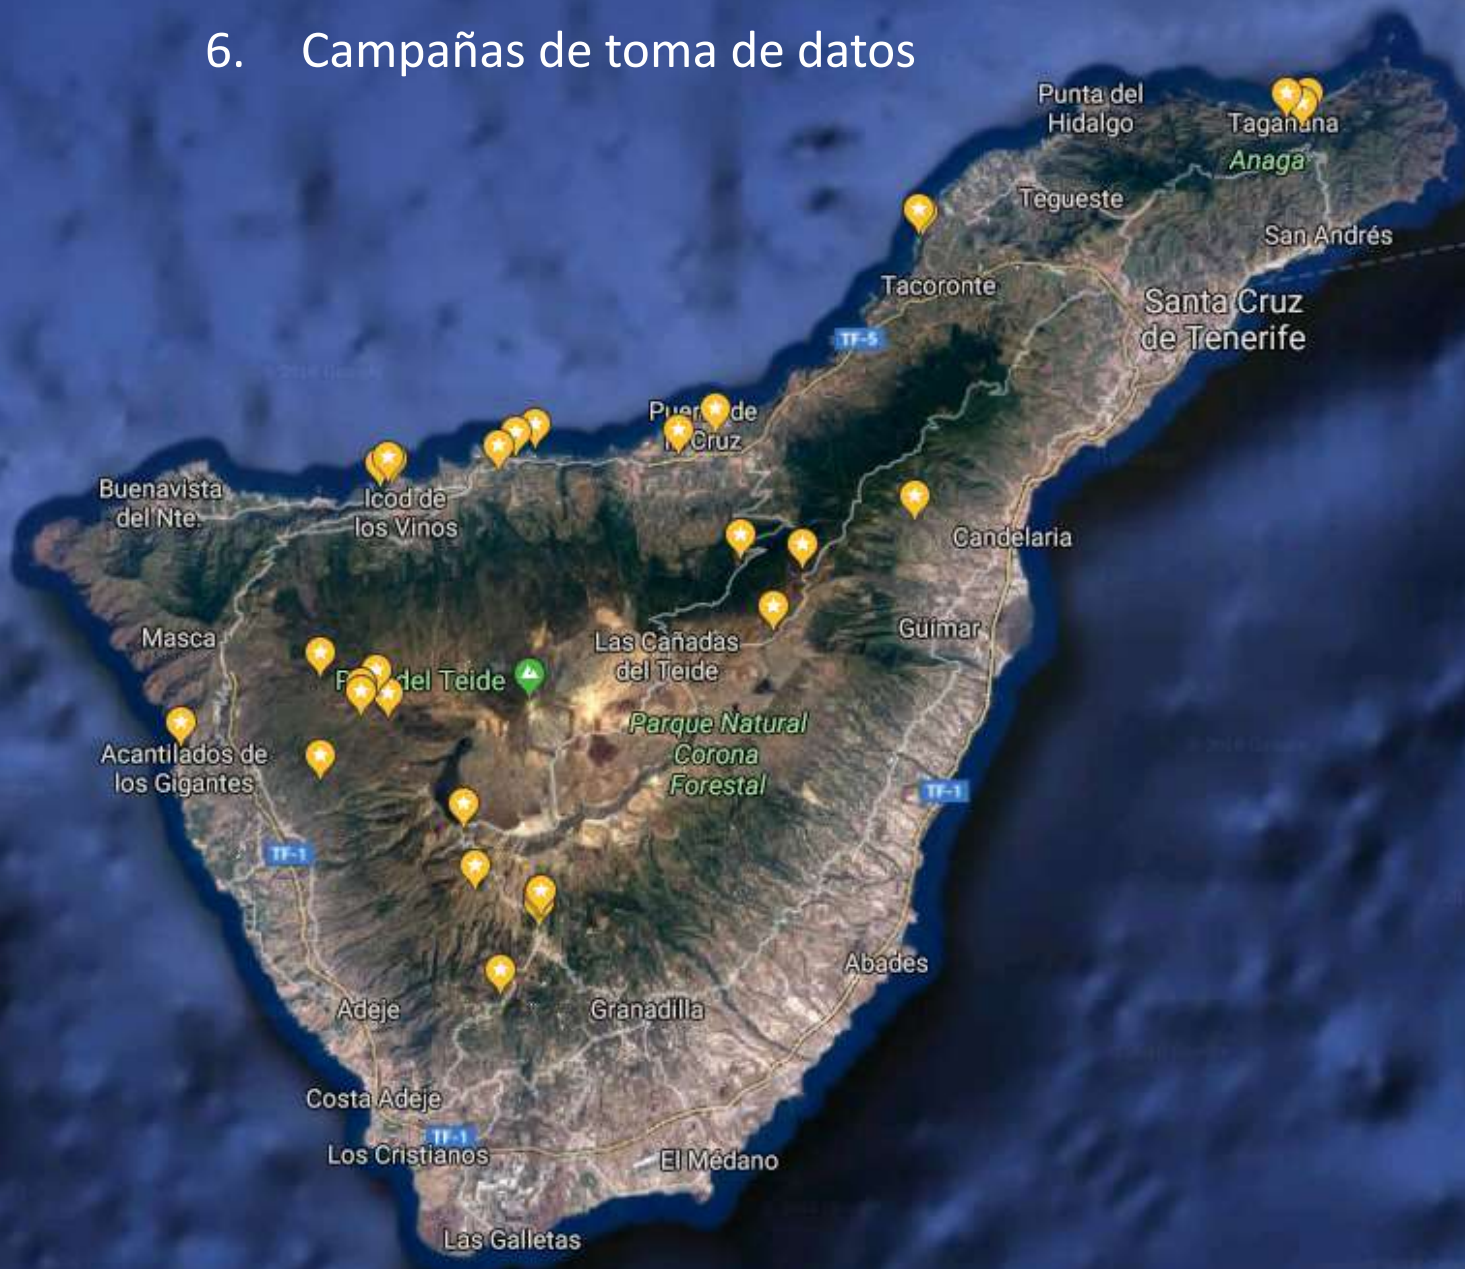 6. Campañas de toma de datos
Punta del
Hidalgo
Taganana
Anaga
Tegueste
San Andrés
Tacoronte
Santa Cruz
de Tenerife
TF-5
Puer de
Cruz
Buenavista
del Nte.
Icod de
los Vinos
Candelaria
Masca
Las Cañadas
del Teide
Güímar
del Teide
Parque Natural
Corona
Forestal
Acantilados de
los Gigantes
TF-1
TF-1
Abades
Adeje
Granadilla
Costa Adeje
TF-1
Los Cristianos
El Médano
Las Galletas